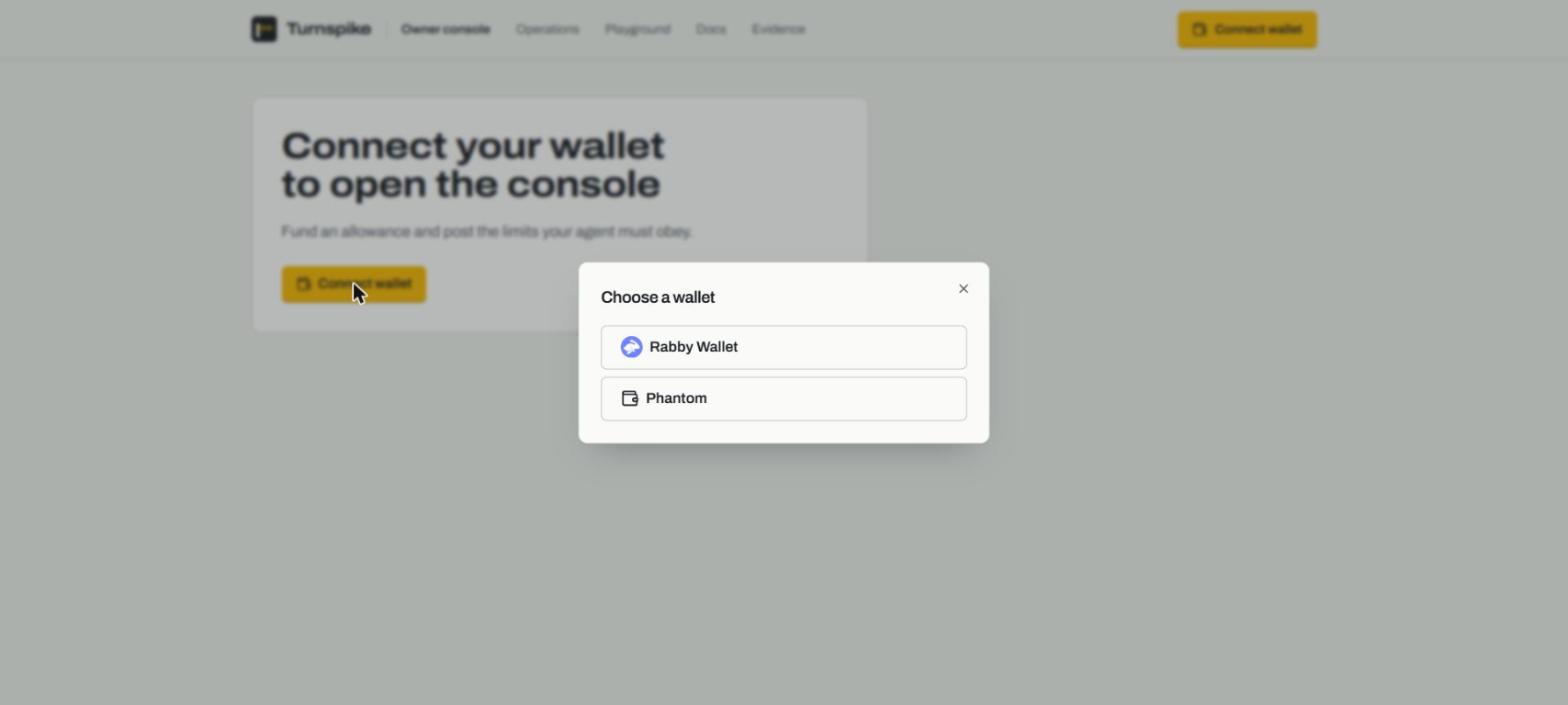 Turnspike
Owner console
Operations
Playground
Docs
Evidence
Connect wallet
Connect your wallet
to open the console
Fund an allowance and post the limits your agent must obey.
Connect wallet
Choose a wallet
Rabby Wallet
Phantom